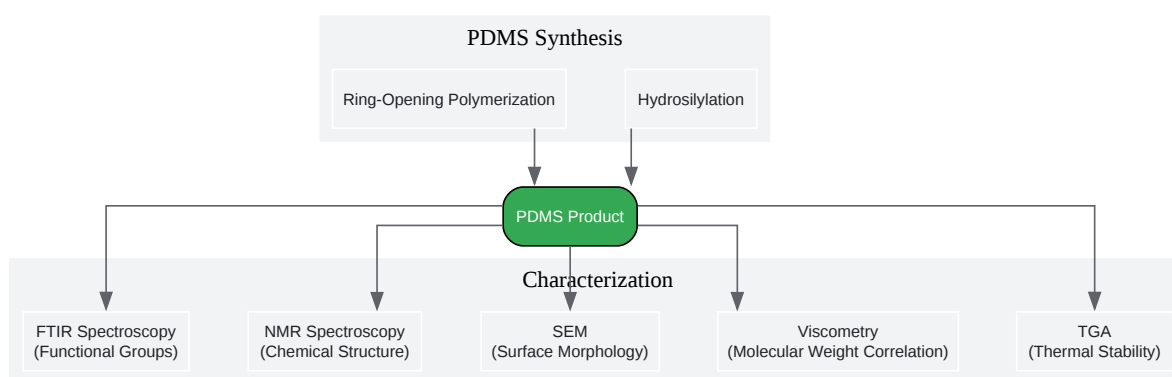 PDMS Synthesis
Ring-Opening Polymerization
Hydrosilylation
PDMS Product
Characterization
FTIR Spectroscopy
(Functional Groups)
NMR Spectroscopy
(Chemical Structure)
SEM
(Surface Morphology)
Viscometry
(Molecular Weight Correlation)
TGA
(Thermal Stability)